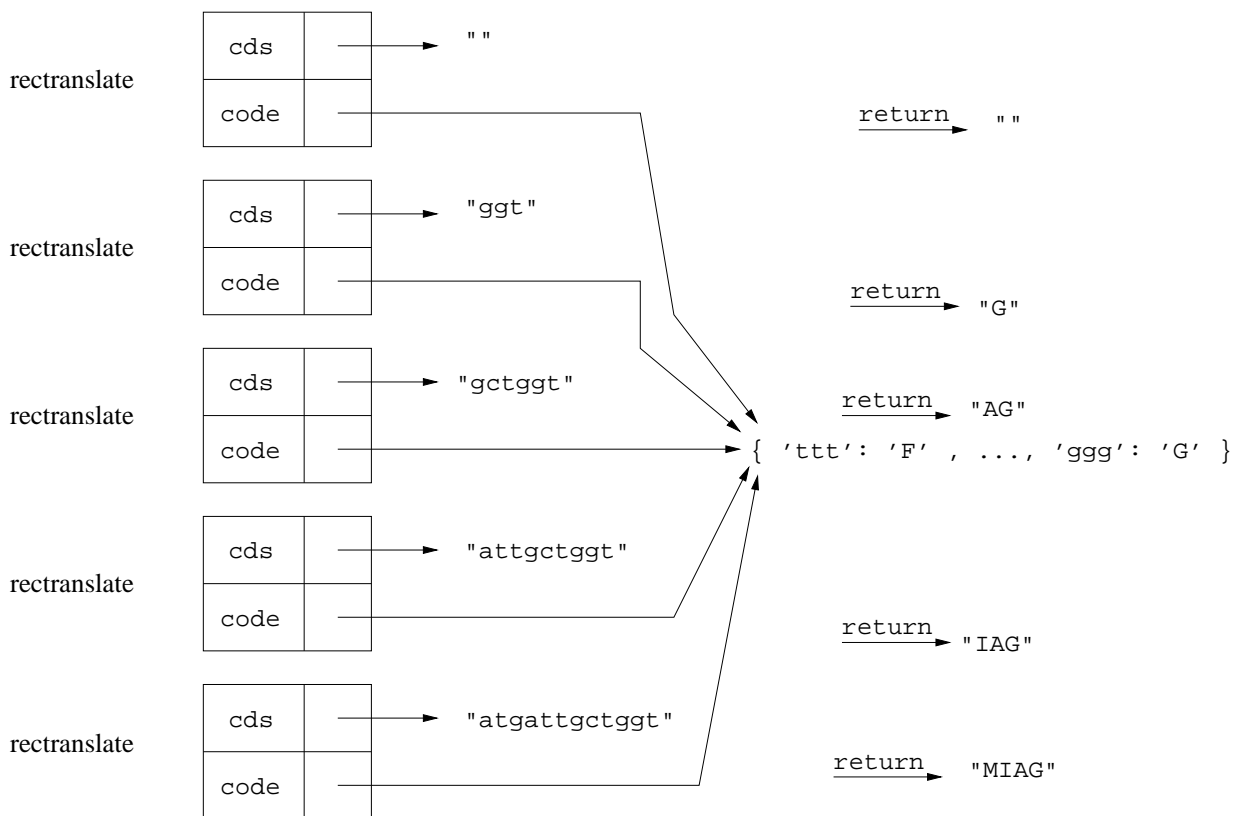 cds ""
rectranslate
code return ""
cds "ggt"
rectranslate
code return "G"
cds "gctggt"
rectranslate return "AG"
code { 'ttt': 'F' , ..., 'ggg': 'G' }
cds "attgctggt"
rectranslate
code return "IAG"
cds "atgattgctggt"
rectranslate
code return "MIAG"